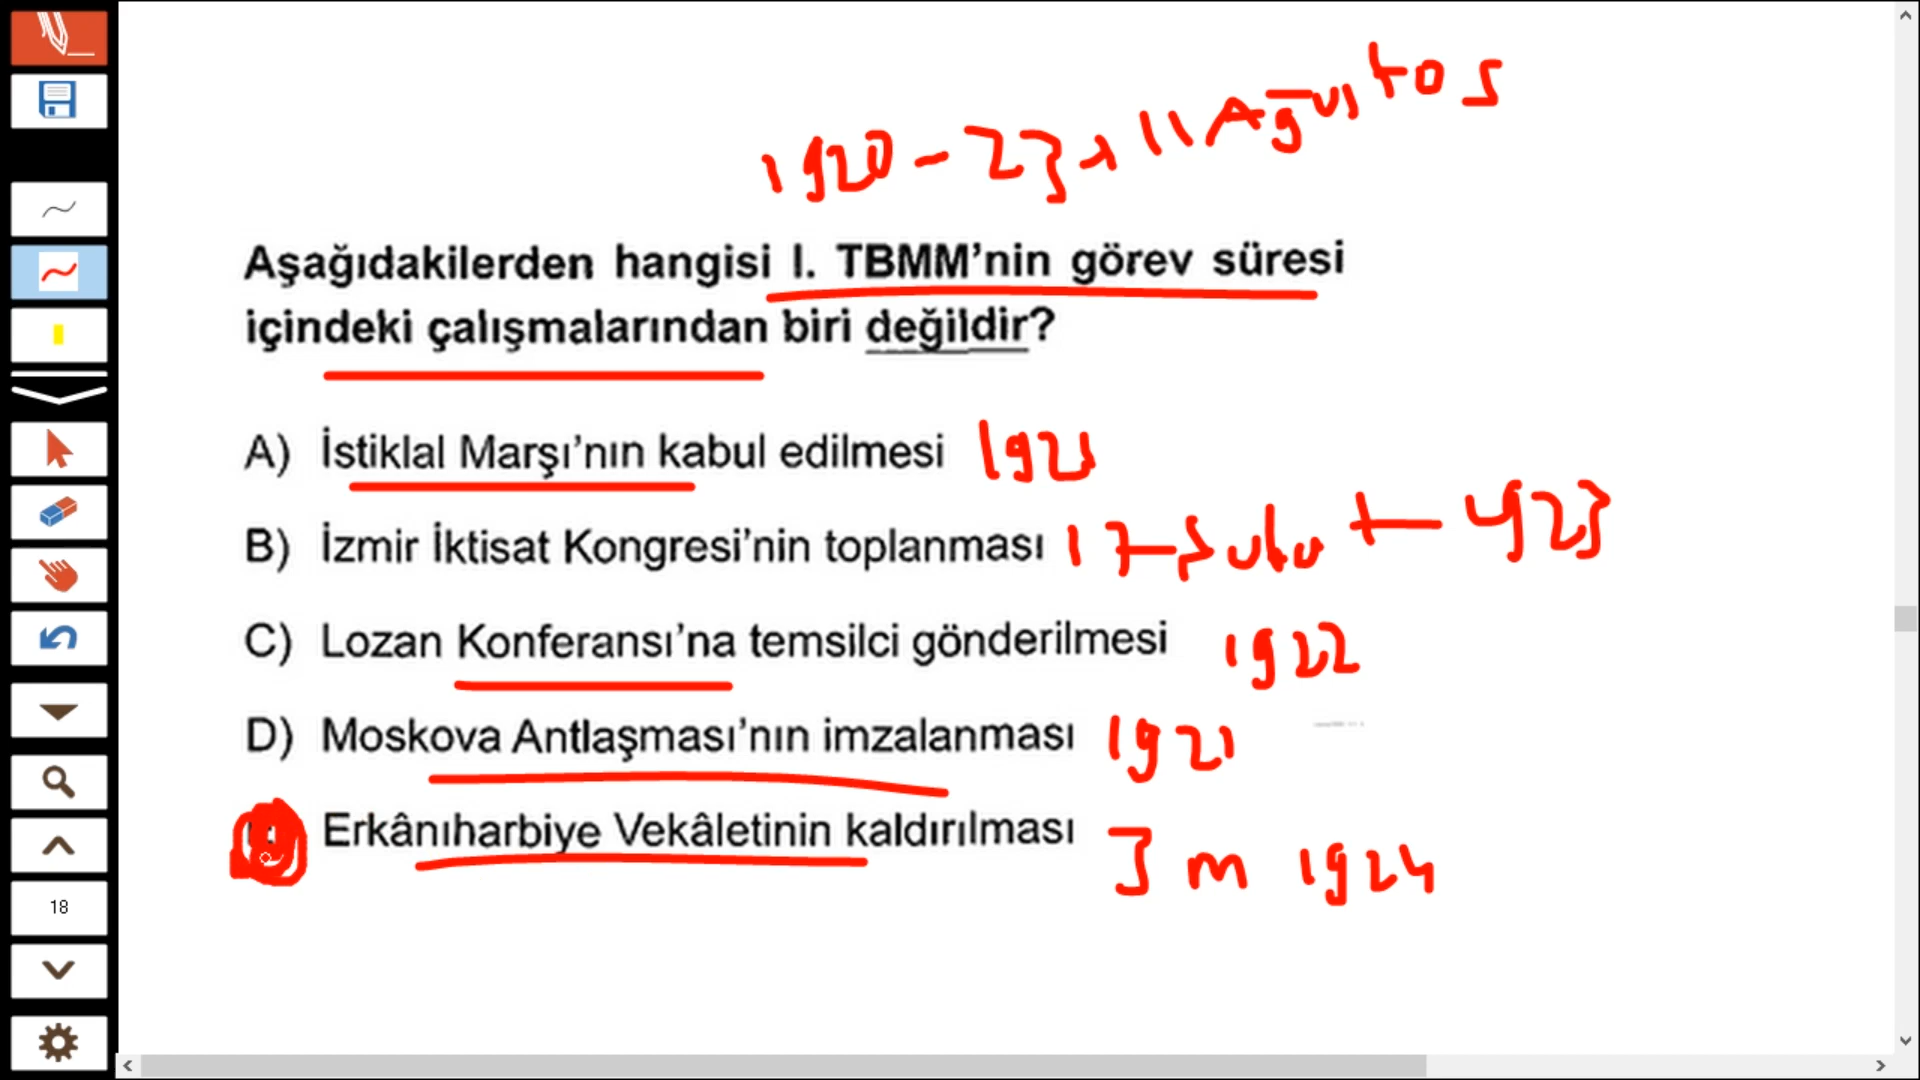 1920-23 11 Ağustos
Aşağıdakilerden hangisi I. TBMM'nin görev süresi
içindeki çalışmalarından biri değildir?
A) İstiklal Marşı'nın kabul edilmesi 1921
B) İzmir İktisat Kongresi'nin toplanması 17 şubat 1923
C) Lozan Konferansı'na temsilci gönderilmesi 1922
D) Moskova Antlaşması'nın imzalanması 1921
Erkânıharbiye Vekâletinin kaldırılması 3 m 1924
18